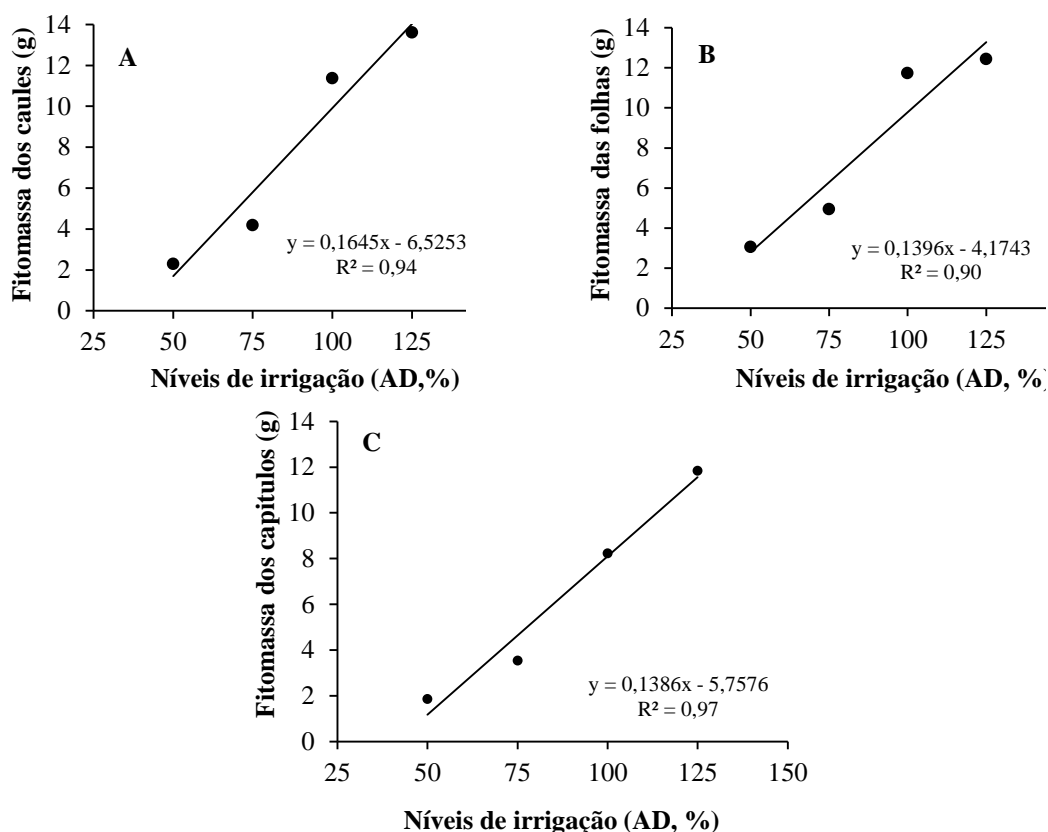 A
Fitomassa dos caules (g)
14
12
10
8
6
4
2
0
y = 0,1645x - 6,5253
R² = 0,94
25 50 75 100 125
Níveis de irrigação (AD,%)
B
Fitomassa das folhas (g)
14
12
10
8
6
4
2
0
y = 0,1396x - 4,1743
R² = 0,90
25 50 75 100 125
Níveis de irrigação (AD, %)
C
Fitomassa dos capitulos (g)
14
12
10
8
6
4
2
0
y = 0,1386x - 5,7576
R² = 0,97
25 50 75 100 125 150
Níveis de irrigação (AD, %)